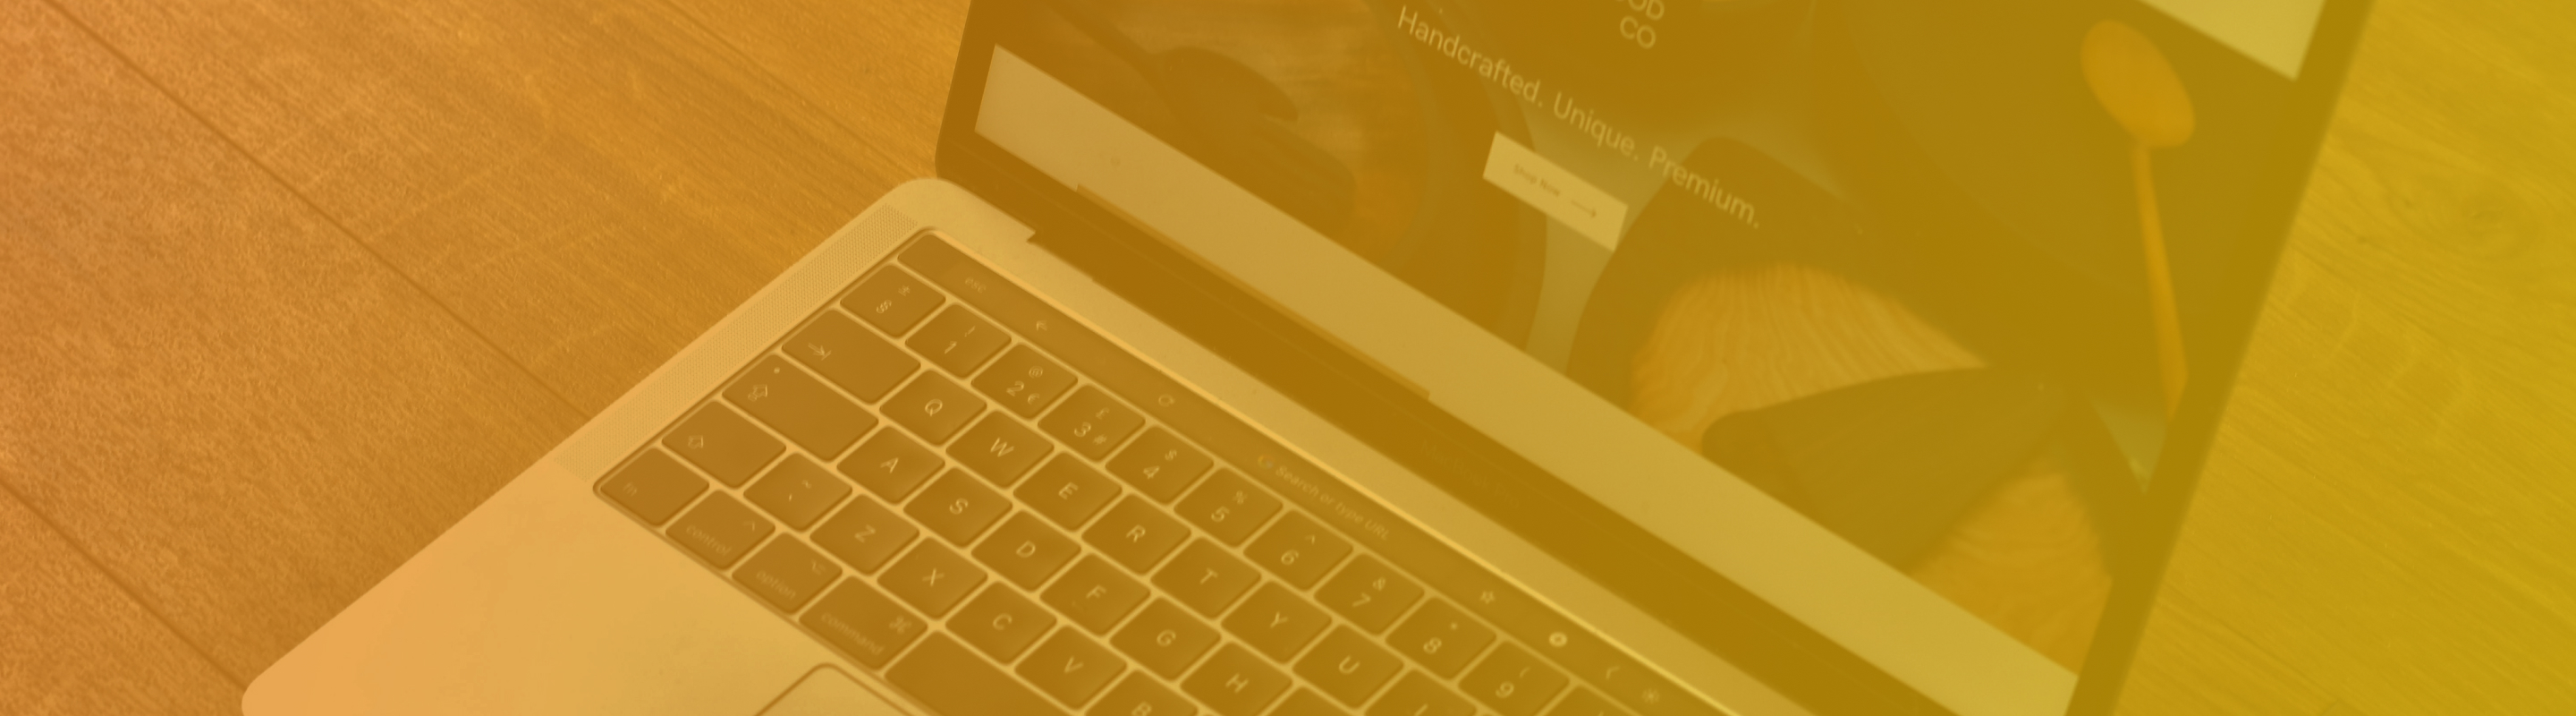 OD
CO
Handcrafted. Unique. Premium.
Shop Now →
esc
Search or type URL
§ ±
! 1
@ 2 €
£ 3 #
$ 4
% 5
^ 6
& 7
* 8
( 9
Q W E R T Y U I
A S D F G H
~ ` Z X C V B
fn control option command